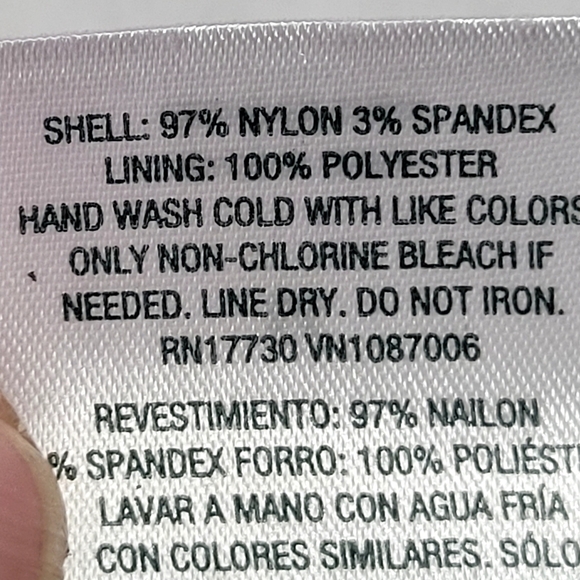 SHELL: 97% NYLON 3% SPANDEX
LINING: 100% POLYESTER
HAND WASH COLD WITH LIKE COLORS
ONLY NON-CHLORINE BLEACH IF
NEEDED. LINE DRY. DO NOT IRON.
RN17730 VN1087006
REVESTIMIENTO: 97% NAILON
% SPANDEX FORRO: 100% POLIÉST
LAVAR A MANO CON AGUA FRÍA
CON COLORES SIMILARES. SÓLO